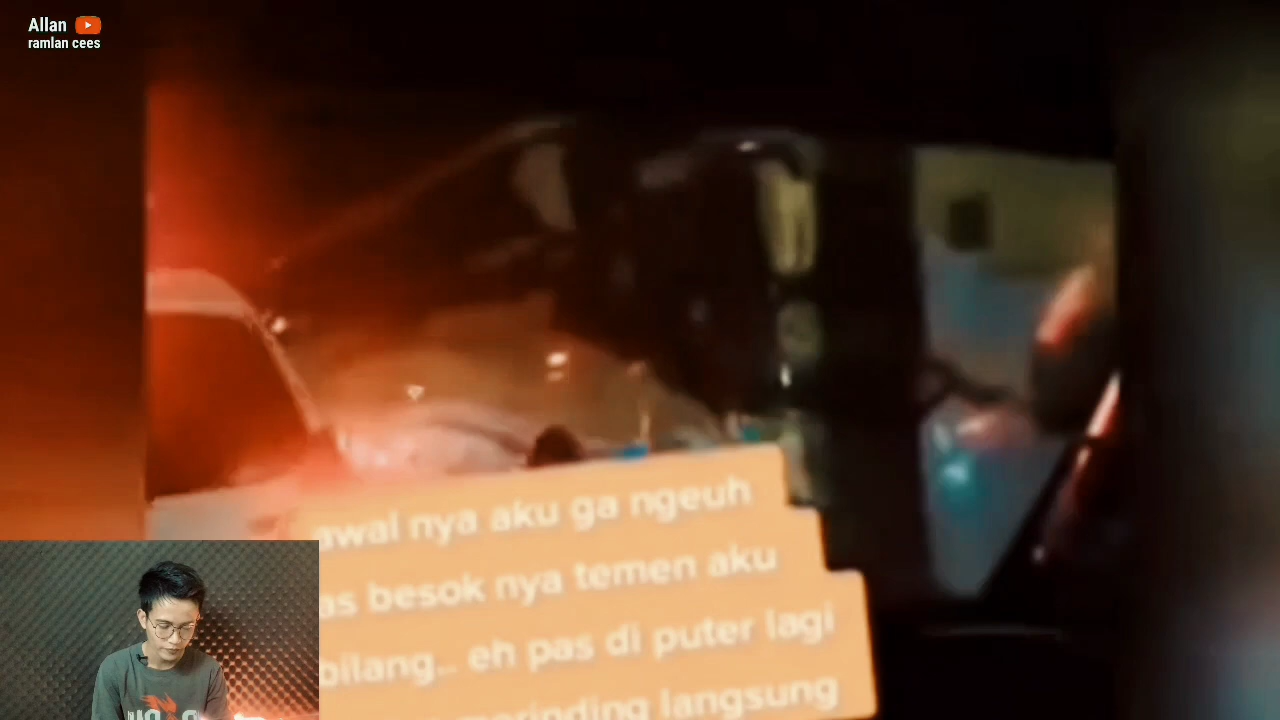 Allan
ramlan cees
awal nya aku ga ngeuh
as besok nya temen aku
bilang.. eh pas di puter lagi
merinding langsung